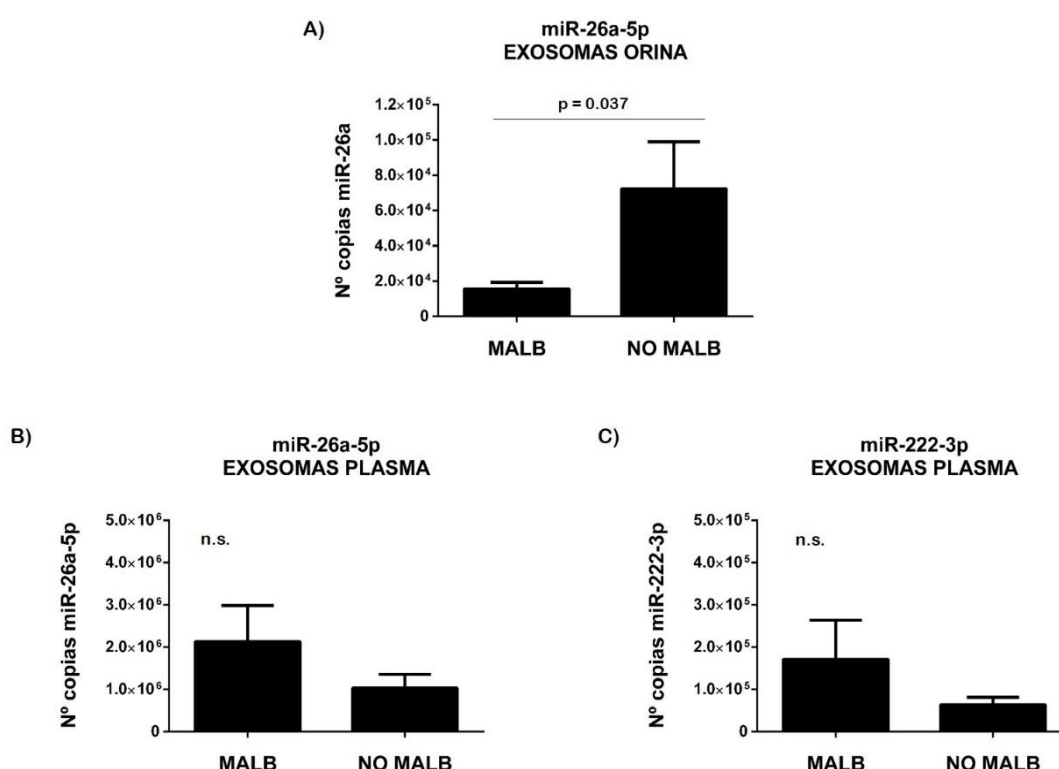 A)
miR-26a-5p
EXOSOMAS ORINA
p = 0.037
Nº copias miR-26a
1.2×10⁵
1.0×10⁵
8.0×10⁴
6.0×10⁴
4.0×10⁴
2.0×10⁴
0
MALB NO MALB
B)
miR-26a-5p
EXOSOMAS PLASMA
n.s.
Nº copias miR-26a-5p
5.0×10⁶
4.0×10⁶
3.0×10⁶
2.0×10⁶
1.0×10⁶
0
MALB NO MALB
C)
miR-222-3p
EXOSOMAS PLASMA
n.s.
Nº copias miR-222-3p
5.0×10⁵
4.0×10⁵
3.0×10⁵
2.0×10⁵
1.0×10⁵
0
MALB NO MALB